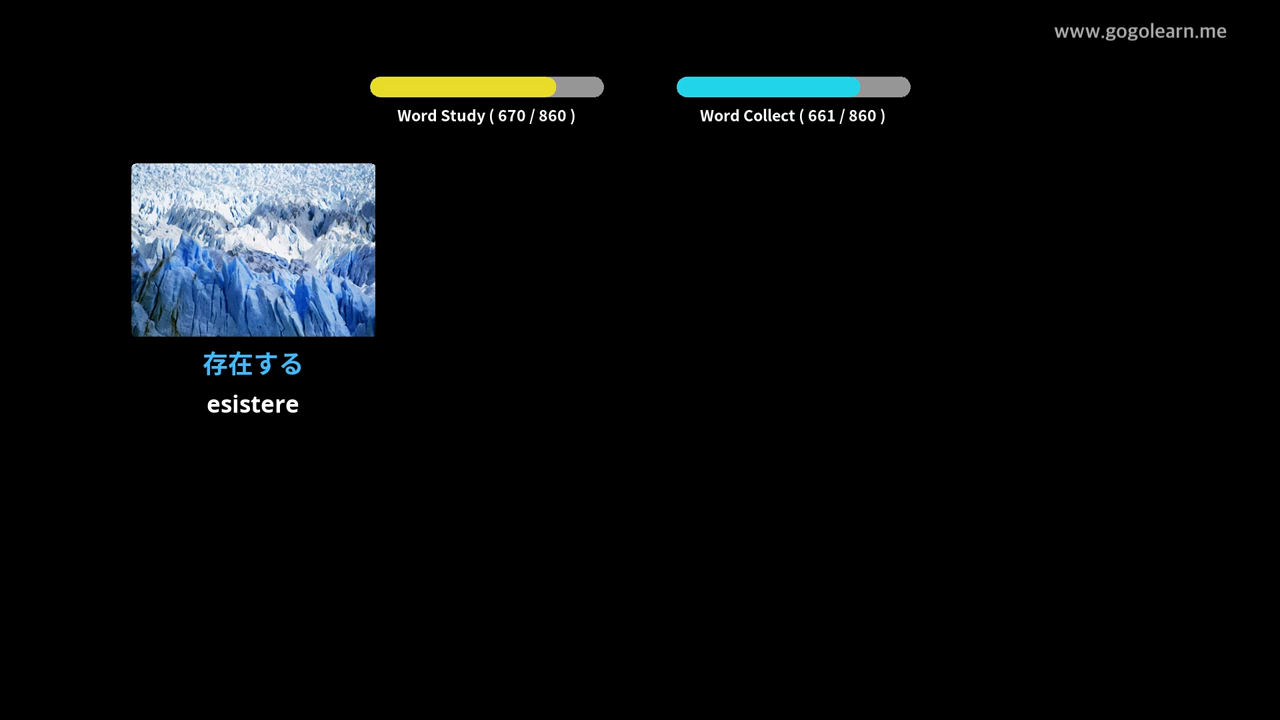 www.gogolearn.me
Word Study ( 670 / 860 )
Word Collect ( 661 / 860 )
存在する
esistere